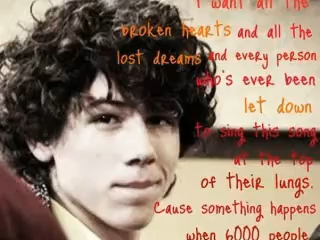 I want all the
broken hearts and all the
lost dreams and every person
who's ever been
let down
to sing this song
at the top
of their lungs.
Cause something happens
when 6000 people